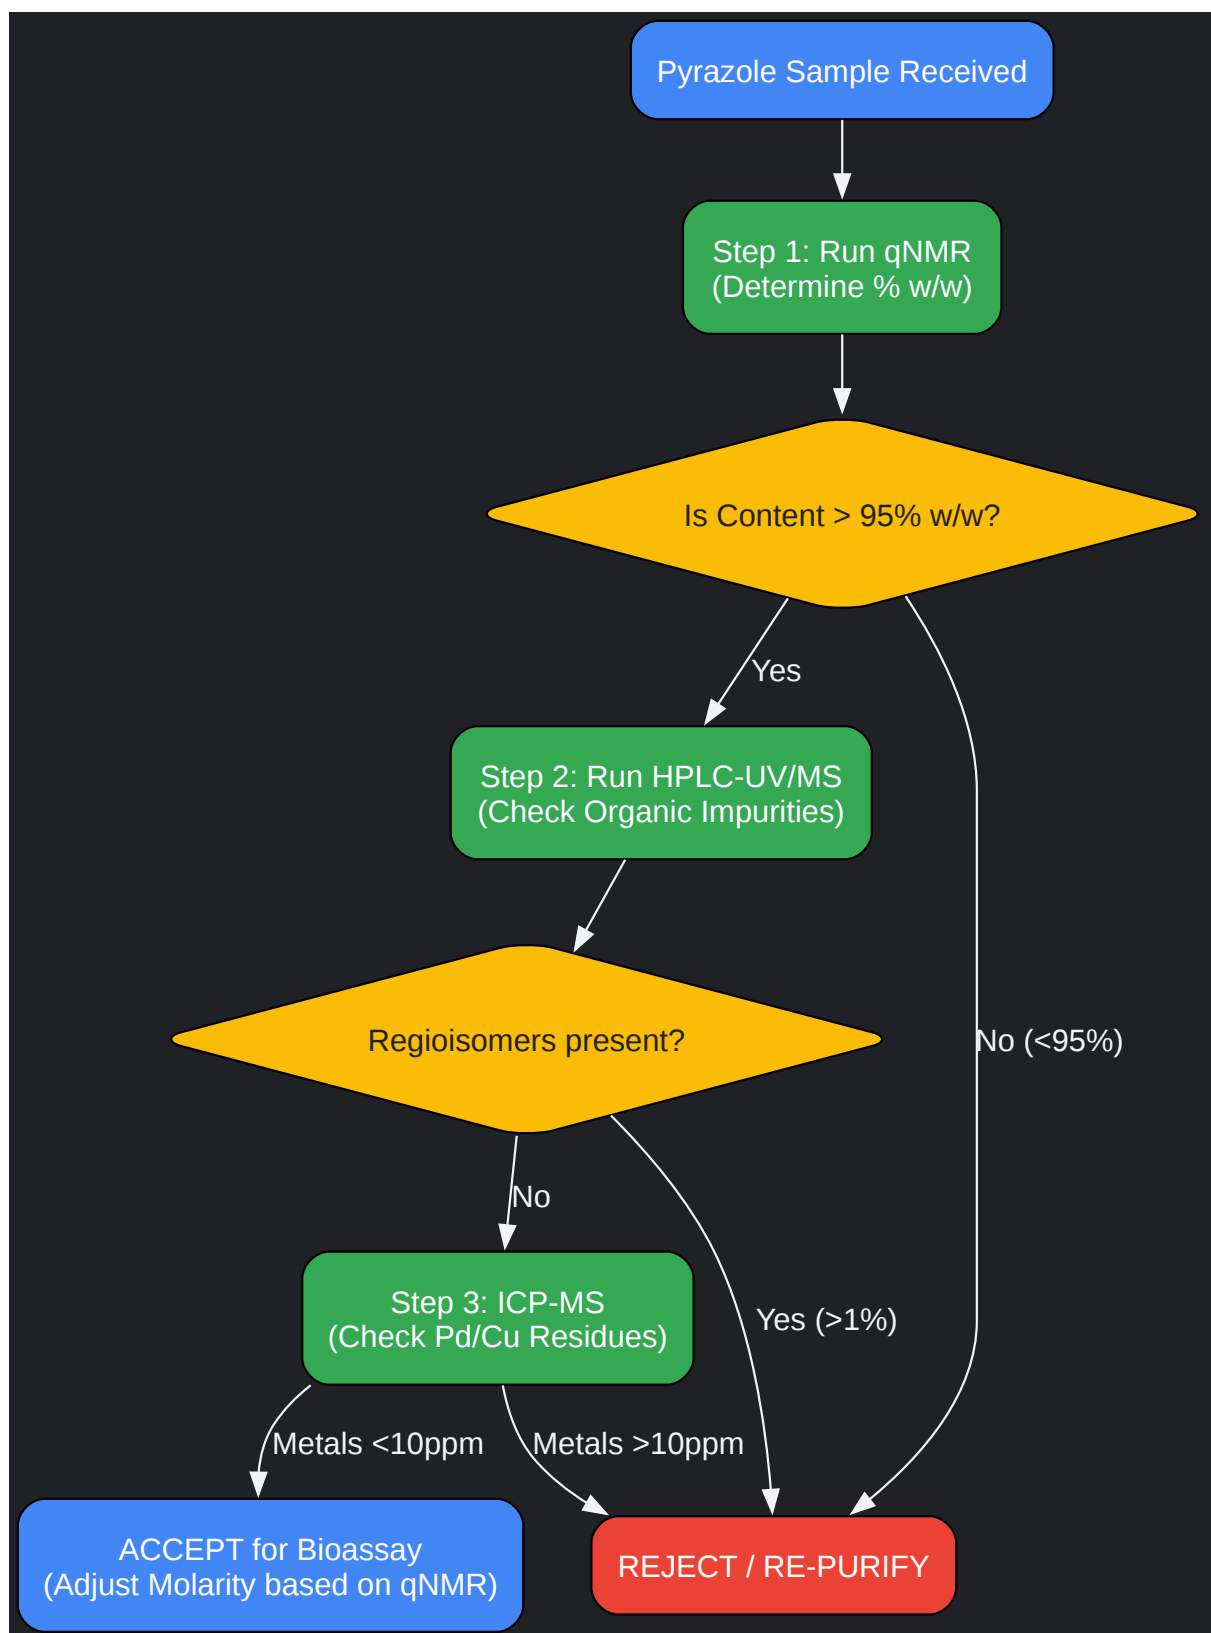 Pyrazole Sample Received
Step 1: Run qNMR
(Determine % w/w)
Is Content > 95% w/w?
Yes
Step 2: Run HPLC-UV/MS
(Check Organic Impurities)
Regioisomers present?
No (<95%)
No
Step 3: ICP-MS
(Check Pd/Cu Residues)
Yes (>1%)
Metals <10ppm
Metals >10ppm
ACCEPT for Bioassay
(Adjust Molarity based on qNMR)
REJECT / RE-PURIFY